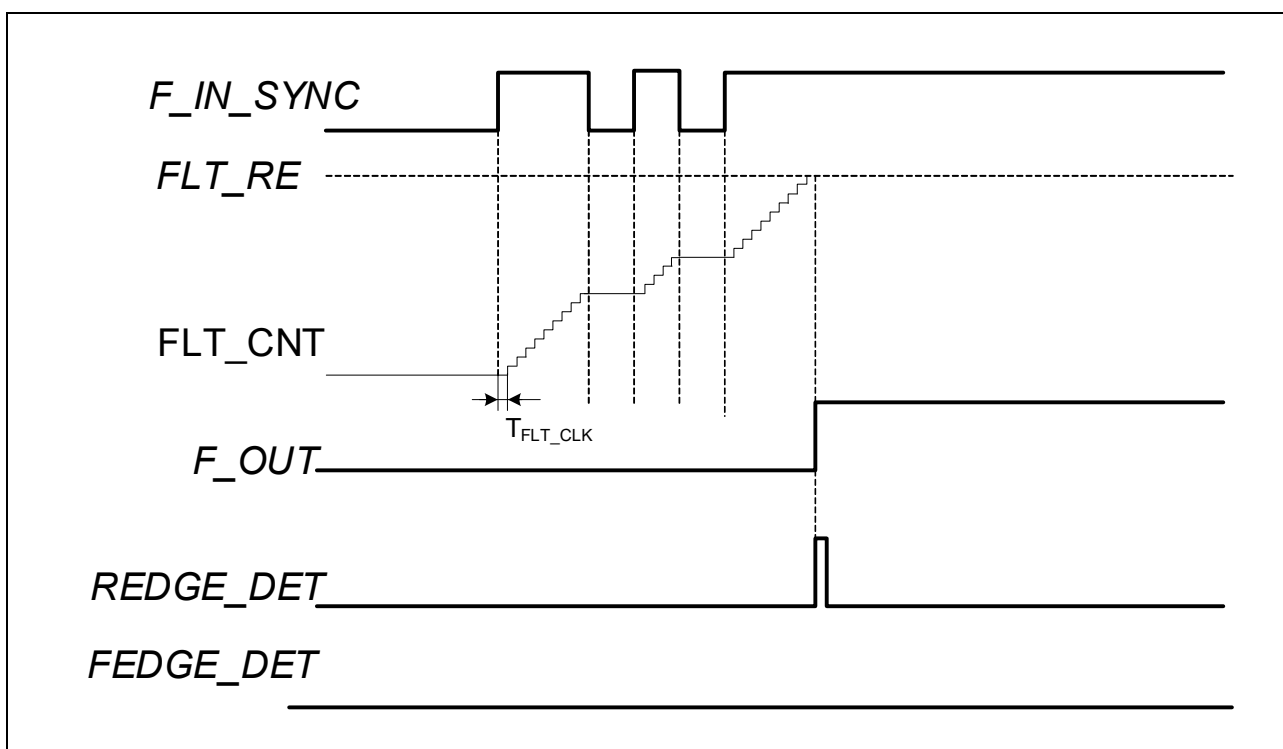 F_IN_SYNC
FLT_RE
FLT_CNT
TFLT_CLK
F_OUT
REDGE_DET
FEDGE_DET